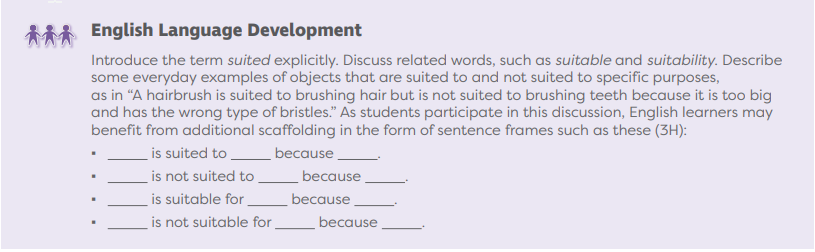 English Language Development
Introduce the term suited explicitly. Discuss related words, such as suitable and suitability. Describe
some everyday examples of objects that are suited to and not suited to specific purposes,
as in “A hairbrush is suited to brushing hair but is not suited to brushing teeth because it is too big
and has the wrong type of bristles.” As students participate in this discussion, English learners may
benefit from additional scaffolding in the form of sentence frames such as these (3H):
▪ _____ is suited to _____ because _____.
▪ _____ is not suited to _____ because _____.
▪ _____ is suitable for _____ because _____.
▪ _____ is not suitable for _____ because _____.